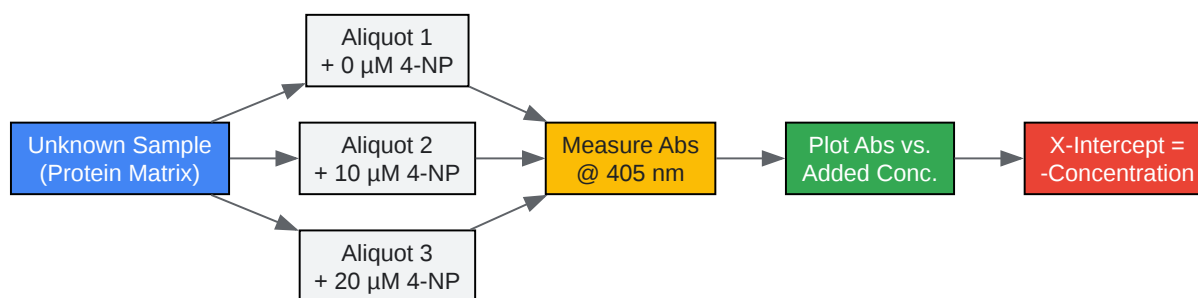 Unknown Sample
(Protein Matrix)
Aliquot 1
+ 0 µM 4-NP
Aliquot 2
+ 10 µM 4-NP
Aliquot 3
+ 20 µM 4-NP
Measure Abs
@ 405 nm
Plot Abs vs.
Added Conc.
X-Intercept =
-Concentration